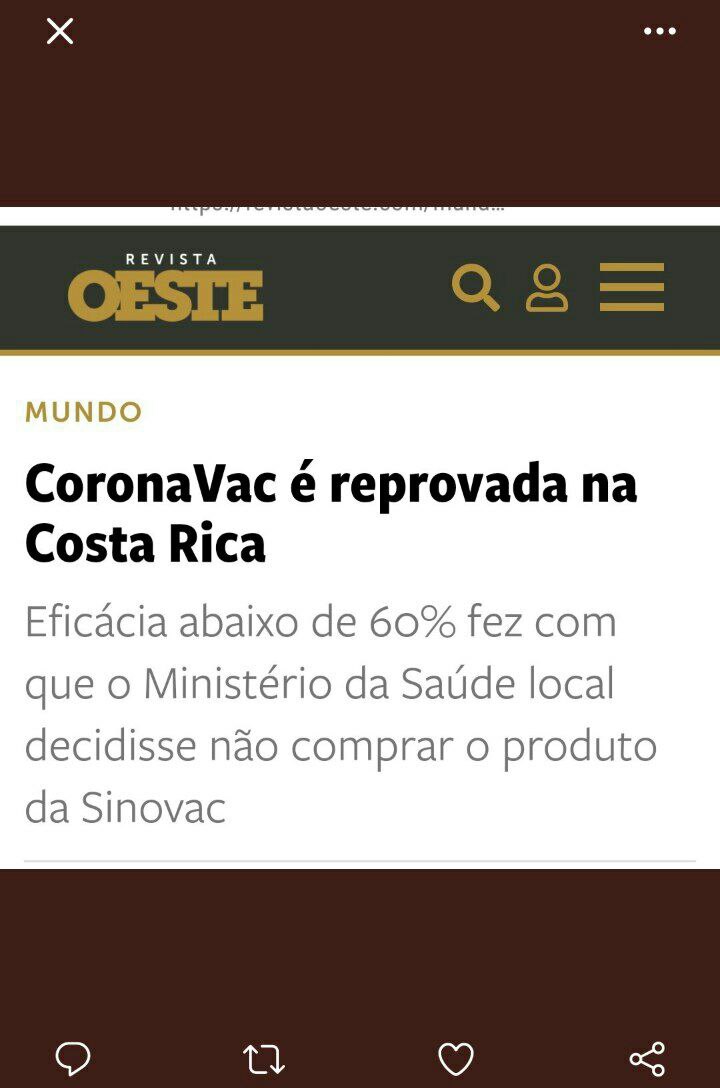 REVISTA
OESTE
MUNDO
CoronaVac é reprovada na
Costa Rica
Eficácia abaixo de 60% fez com
que o Ministério da Saúde local
decidisse não comprar o produto
da Sinovac